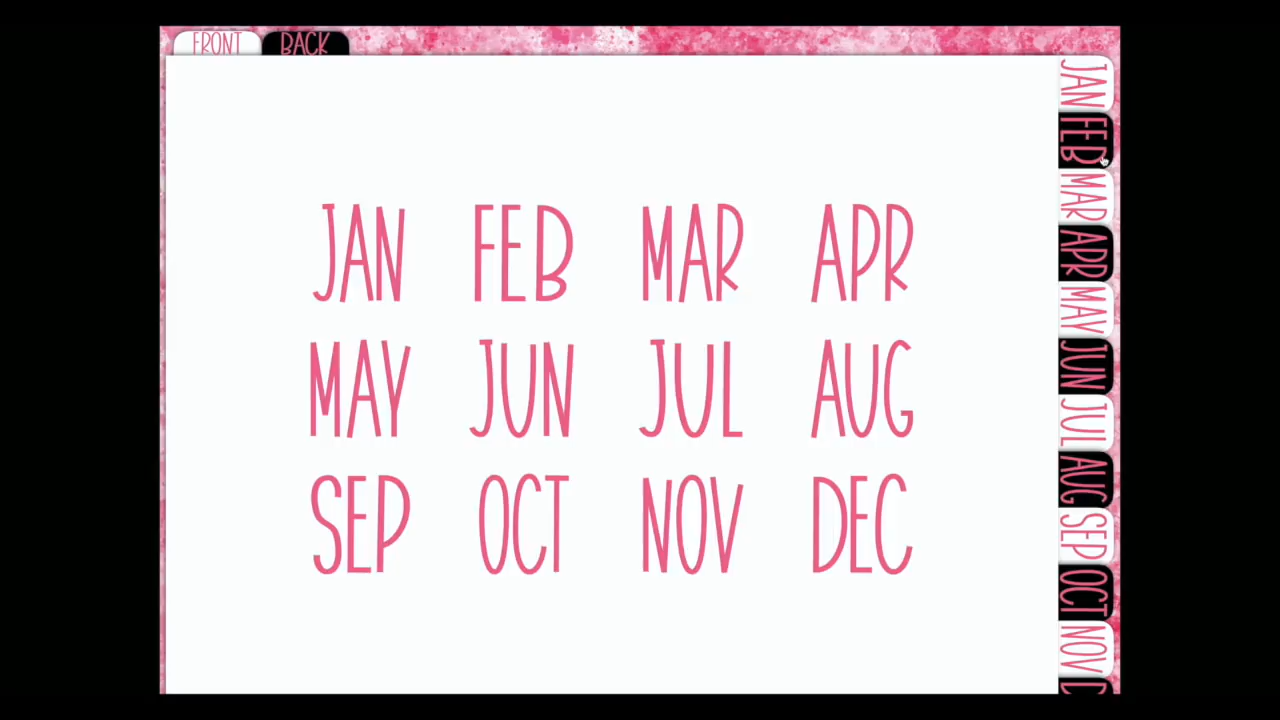 FRONT BACK
JAN FEB MAR APR
MAY JUN JUL AUG
SEP OCT NOV DEC
JAN
FEB
MAR
APR
MAY
JUN
JUL
AUG
SEP
OCT
NOV
D